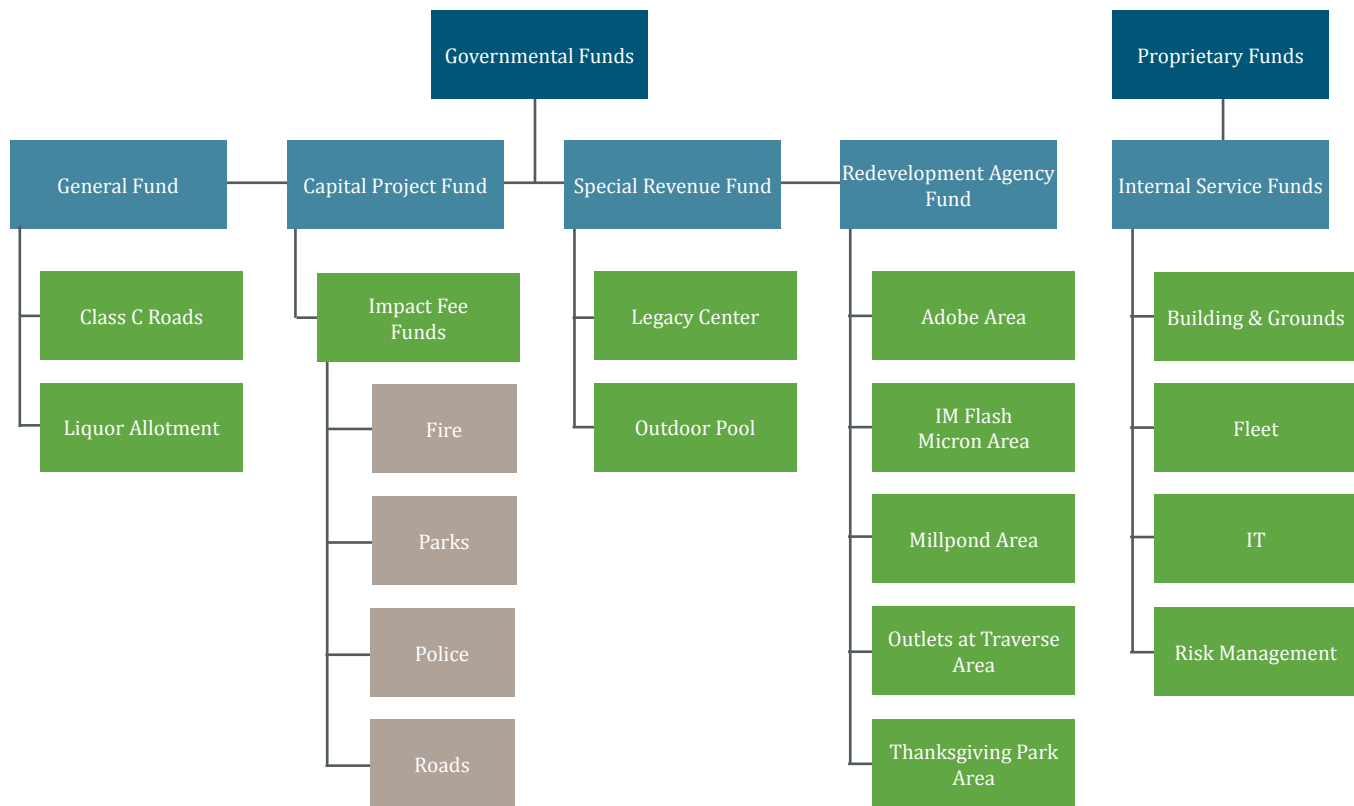 Governmental Funds
Proprietary Funds
General Fund
Capital Project Fund
Special Revenue Fund
Redevelopment Agency
Fund
Internal Service Funds
Class C Roads
Liquor Allotment
Impact Fee
Funds
Fire
Parks
Police
Roads
Legacy Center
Outdoor Pool
Adobe Area
IM Flash
Micron Area
Millpond Area
Outlets at Traverse
Area
Thanksgiving Park
Area
Building & Grounds
Fleet
IT
Risk Management